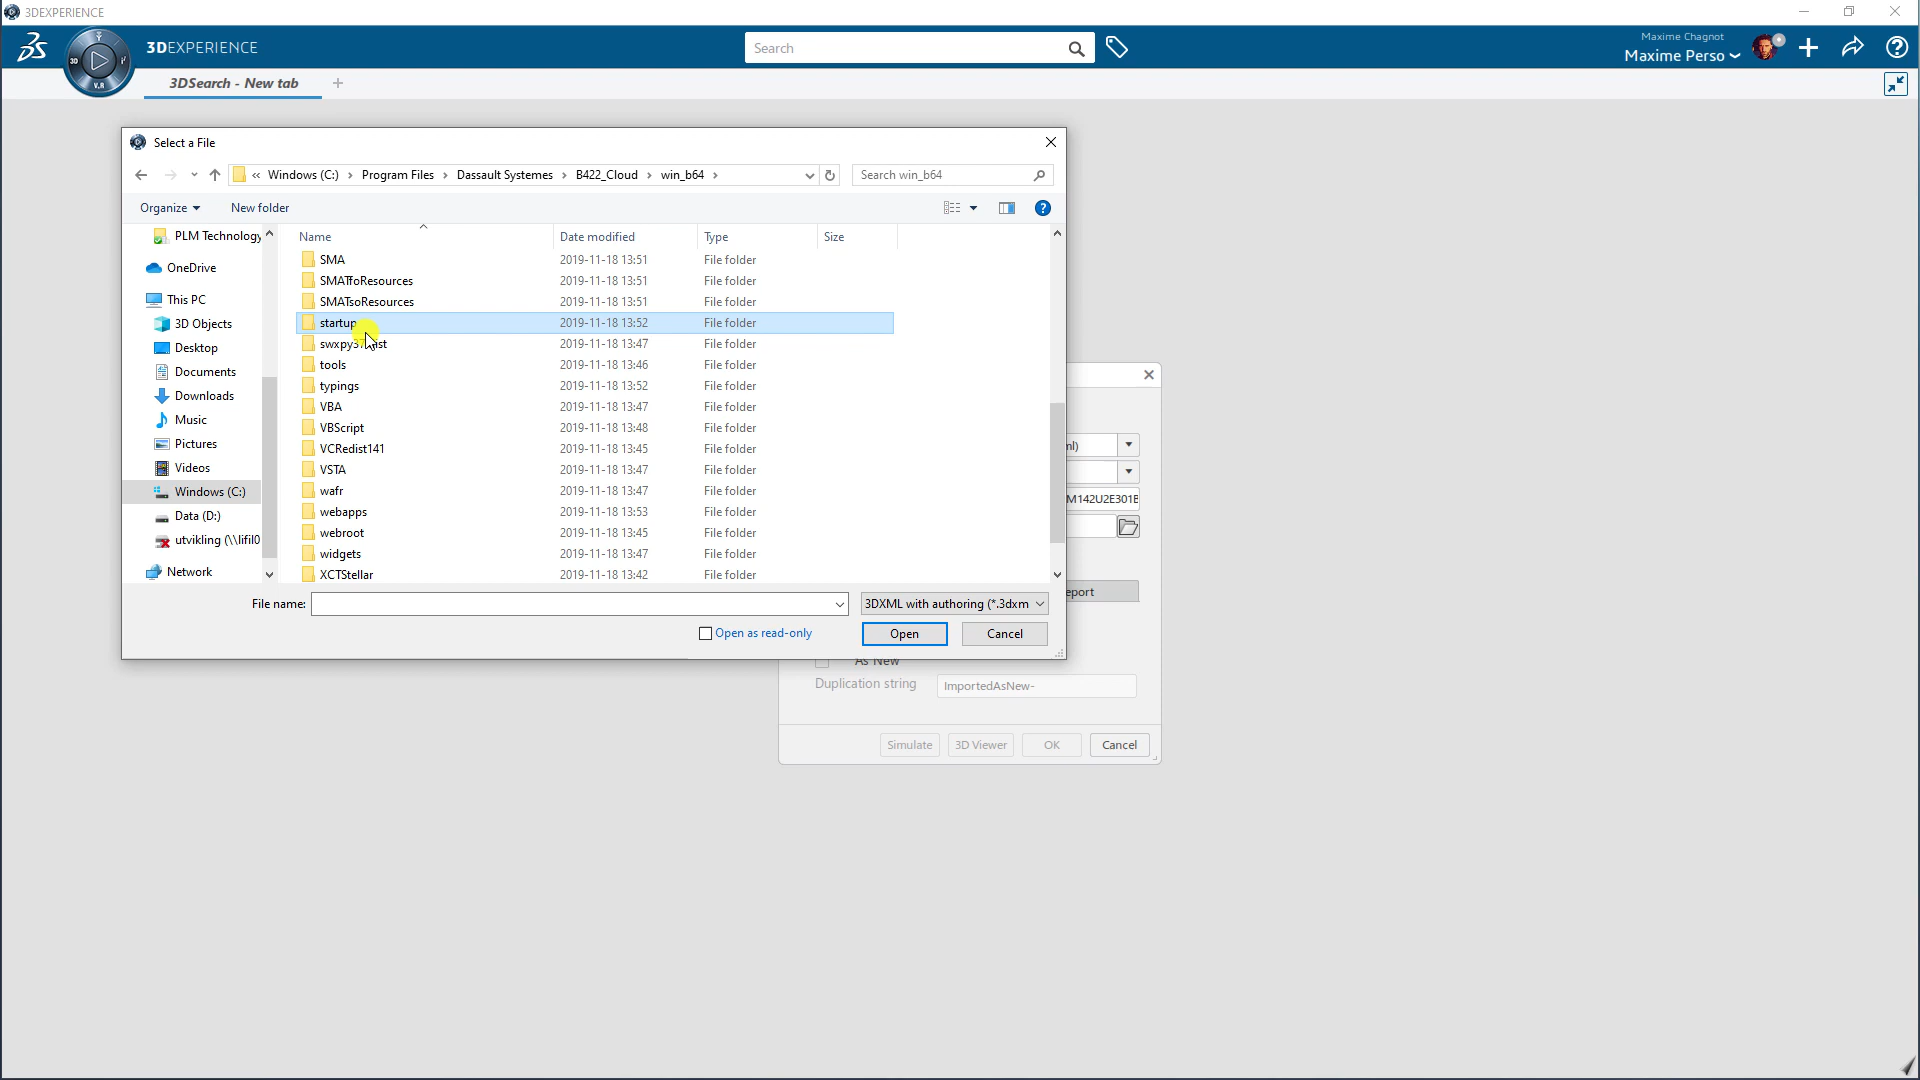 3DEXPERIENCE
3DEXPERIENCE
Search
Maxime Chagnot
Maxime Perso
3D
V.R
3DSearch - New tab
Select a File
« Windows (C:) › Program Files › Dassault Systemes › B422_Cloud › win_b64 ›
Search win_b64
Organize
New folder
Name
Date modified
Type
Size
PLM Technology
OneDrive
This PC
3D Objects
Desktop
Documents
Downloads
Music
Pictures
Videos
Windows (C:)
Data (D:)
utvikling (\\lifil0
Network
SMA 2019-11-18 13:51 File folder
SMATfoResources 2019-11-18 13:51 File folder
SMATsoResources 2019-11-18 13:51 File folder
startup 2019-11-18 13:52 File folder
2019-11-18 13:47 File folder
tools 2019-11-18 13:46 File folder
typings 2019-11-18 13:52 File folder
VBA 2019-11-18 13:47 File folder
VBScript 2019-11-18 13:48 File folder
VCRedist141 2019-11-18 13:45 File folder
VSTA 2019-11-18 13:47 File folder
wafr 2019-11-18 13:47 File folder
webapps 2019-11-18 13:53 File folder
webroot 2019-11-18 13:45 File folder
widgets 2019-11-18 13:47 File folder
XCTStellar 2019-11-18 13:42 File folder
File name:
3DXML with authoring (*.3dxm
Open as read-only
Open
Cancel
ml)
M142U2E301B
eport
As New
Duplication string
ImportedAsNew-
Simulate
3D Viewer
OK
Cancel